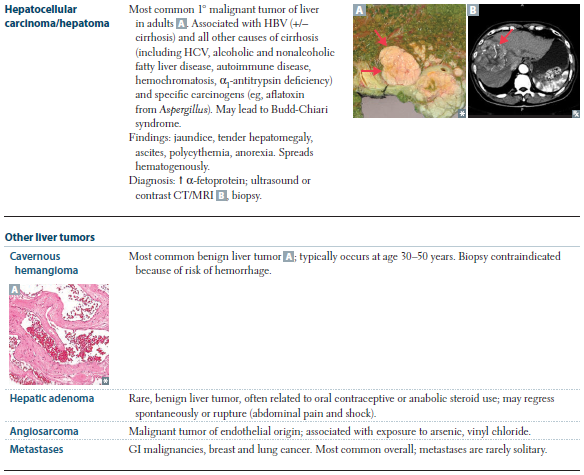 Hepatocellular
carcinoma/hepatoma
Most common 1° malignant tumor of liver
in adults A. Associated with HBV (+/–
cirrhosis) and all other causes of cirrhosis
(including HCV, alcoholic and nonalcoholic
fatty liver disease, autoimmune disease,
hemochromatosis, α1-antitrypsin deficiency)
and specific carcinogens (eg, aflatoxin
from Aspergillus). May lead to Budd-Chiari
syndrome.
Findings: jaundice, tender hepatomegaly,
ascites, polycythemia, anorexia. Spreads
hematogenously.
Diagnosis: ↑ α-fetoprotein; ultrasound or
contrast CT/MRI B, biopsy.
A
B
Other liver tumors
Cavernous
hemangioma
Most common benign liver tumor A; typically occurs at age 30–50 years. Biopsy contraindicated
because of risk of hemorrhage.
A
Hepatic adenoma
Rare, benign liver tumor, often related to oral contraceptive or anabolic steroid use; may regress
spontaneously or rupture (abdominal pain and shock).
Angiosarcoma
Malignant tumor of endothelial origin; associated with exposure to arsenic, vinyl chloride.
Metastases
GI malignancies, breast and lung cancer. Most common overall; metastases are rarely solitary.